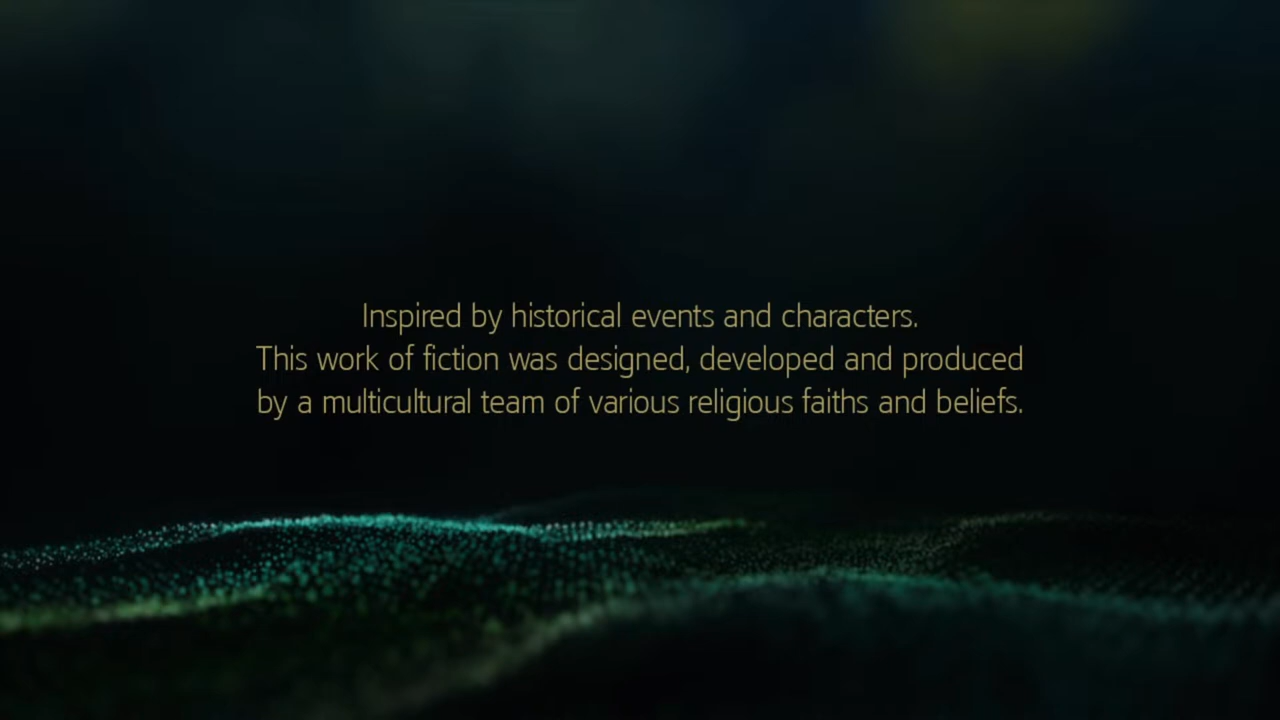 Inspired by historical events and characters.
This work of fiction was designed, developed and produced
by a multicultural team of various religious faiths and beliefs.